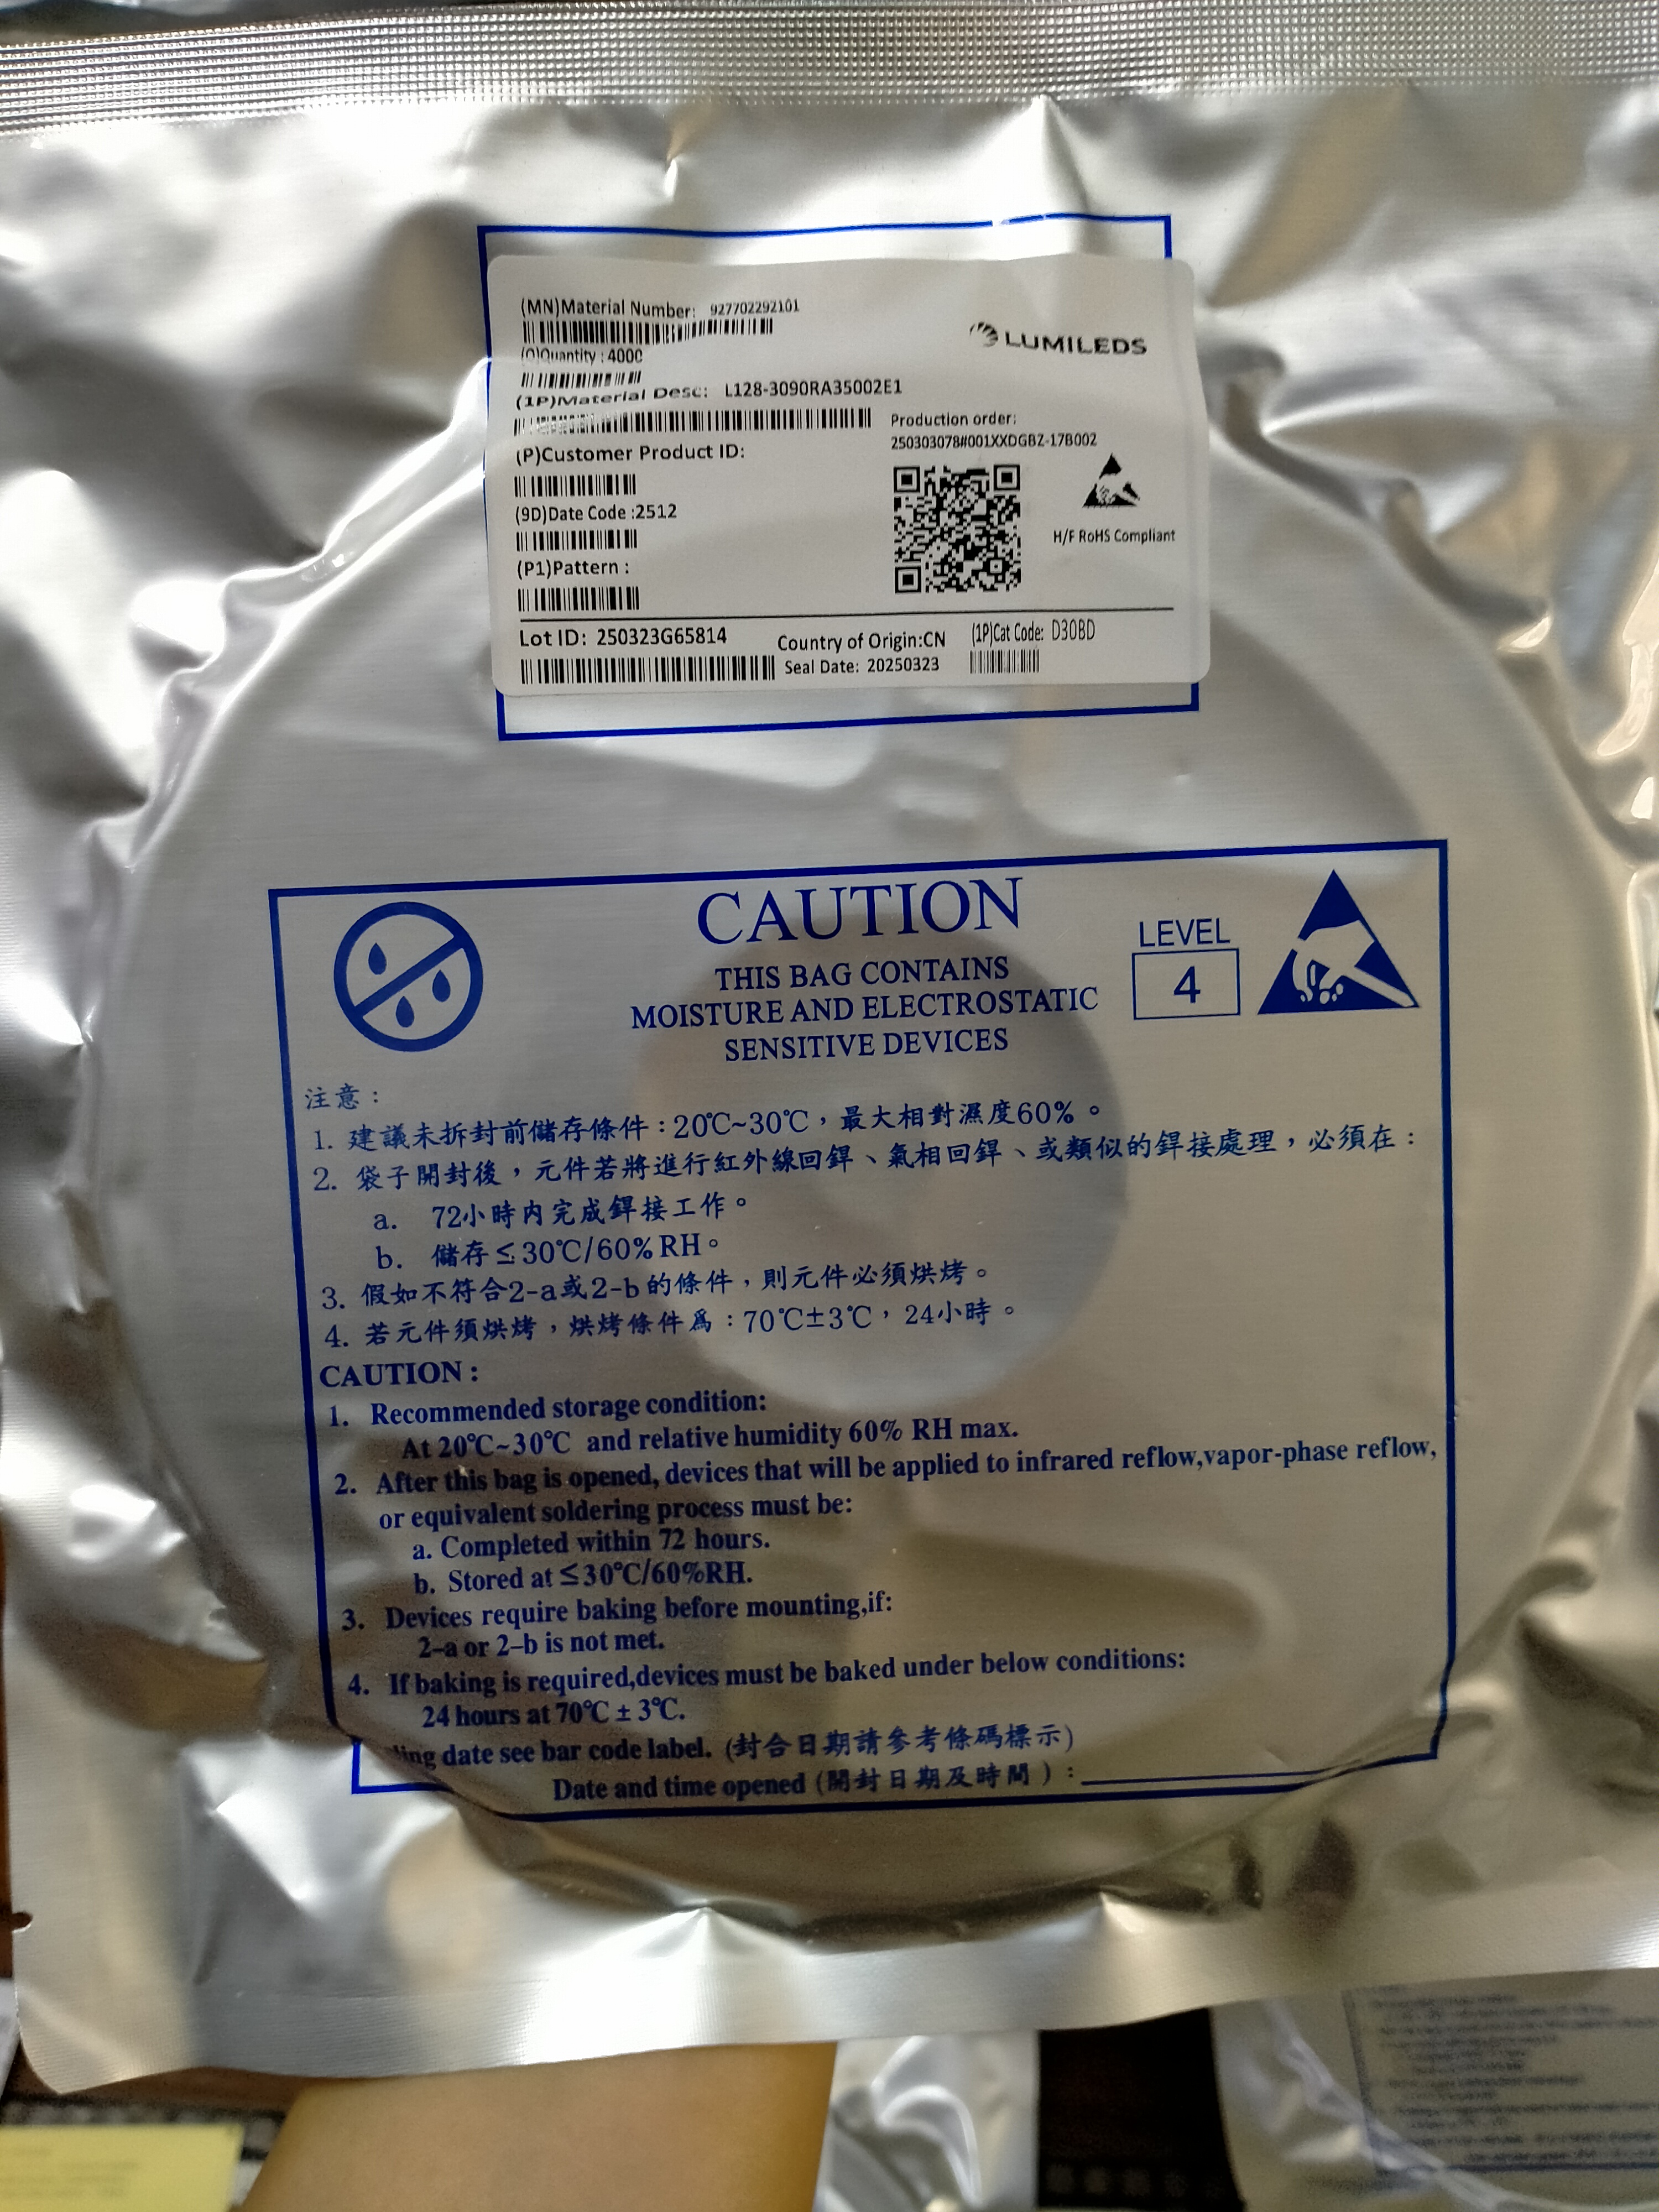 (MN)Material Number: 927702292101
LUMILEDS
(Q)Quantity : 4000
(1P)Material Desc: L128-3090RA35002E1
Production order:
250303078#001XXDGBZ-17B002
(P)Customer Product ID:
(9D)Date Code :2512
H/F RoHS Compliant
(P1)Pattern :
Lot ID: 250323G65814
Country of Origin:CN
(1P)Cat Code: D30BD
Seal Date: 20250323
CAUTION
LEVEL
4
THIS BAG CONTAINS
MOISTURE AND ELECTROSTATIC
SENSITIVE DEVICES
注意：
1. 建議未拆封前儲存條件：20℃~30℃，最大相對濕度60%。
2. 袋子開封後，元件若將進行紅外線回銲、氣相回銲、或類似的銲接處理，必須在：
a. 72小時內完成銲接工作。
b. 儲存≦30℃/60%RH。
3. 假如不符合2-a或2-b的條件，則元件必須烘烤。
4. 若元件須烘烤，烘烤條件爲：70℃±3℃，24小時。
CAUTION :
1. Recommended storage condition:
At 20℃~30℃ and relative humidity 60% RH max.
2. After this bag is opened, devices that will be applied to infrared reflow,vapor-phase reflow,
or equivalent soldering process must be:
a. Completed within 72 hours.
b. Stored at ≦30℃/60%RH.
3. Devices require baking before mounting,if:
2-a or 2-b is not met.
4. If baking is required,devices must be baked under below conditions:
24 hours at 70℃ ± 3℃.
date see bar code label. (封合日期請參考條碼標示)
Date and time opened (開封日期及時間 ) :